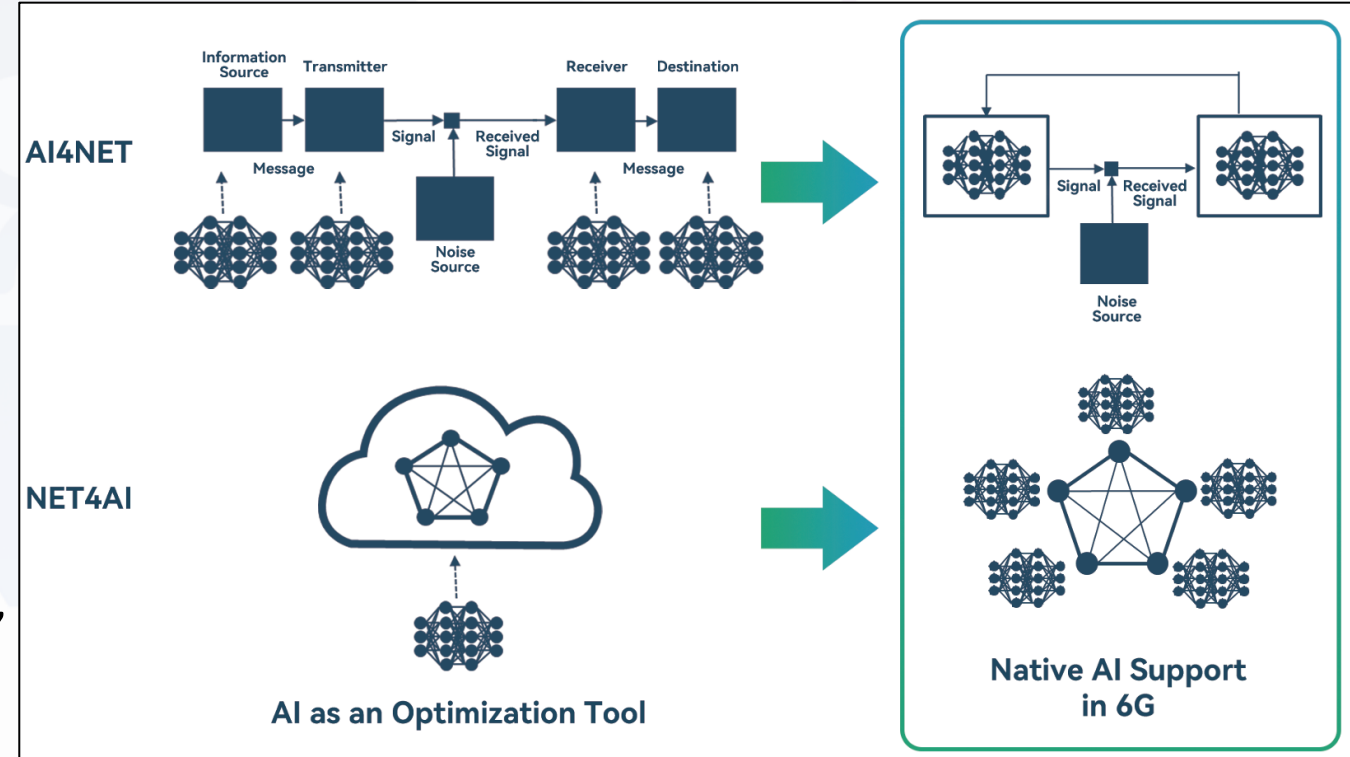 AI4NET
Information
Source
Transmitter
Receiver
Destination
Signal
Received
Signal
Message
Message
Noise
Source
Signal
Received
Signal
Noise
Source
NET4AI
AI as an Optimization Tool
Native AI Support
in 6G
,